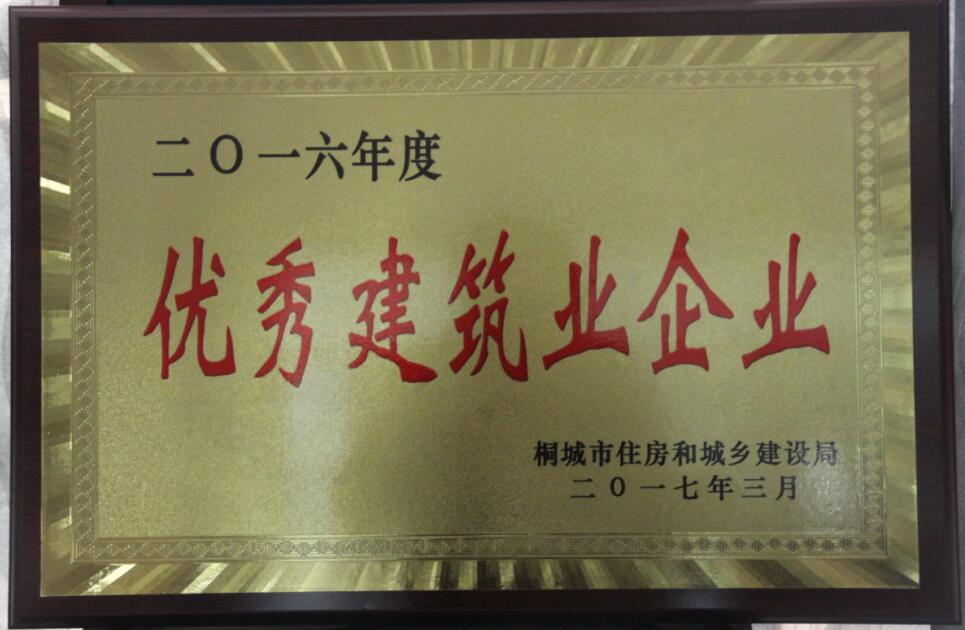 二〇一六年度
优秀建筑业企业
桐城市住房和城乡建设局
二〇一七年三月